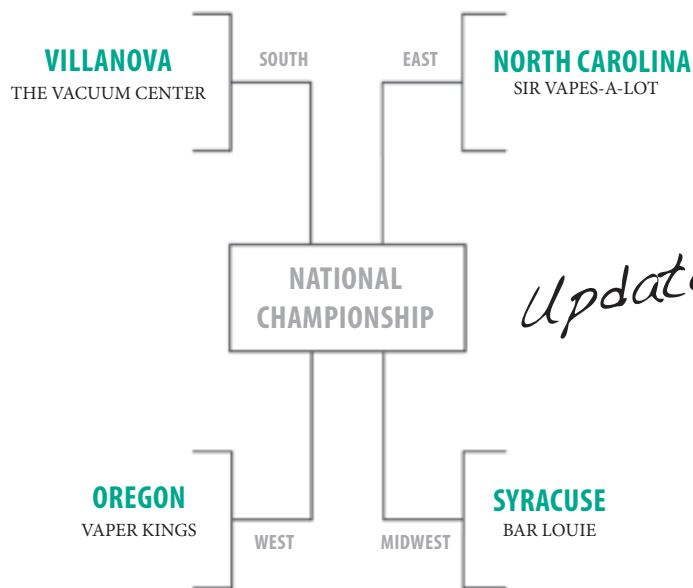 VILLANOVA
THE VACUUM CENTER
SOUTH
EAST
NORTH CAROLINA
SIR VAPES-A-LOT
NATIONAL
CHAMPIONSHIP
OREGON
VAPER KINGS
WEST
MIDWEST
SYRACUSE
BAR LOUIE